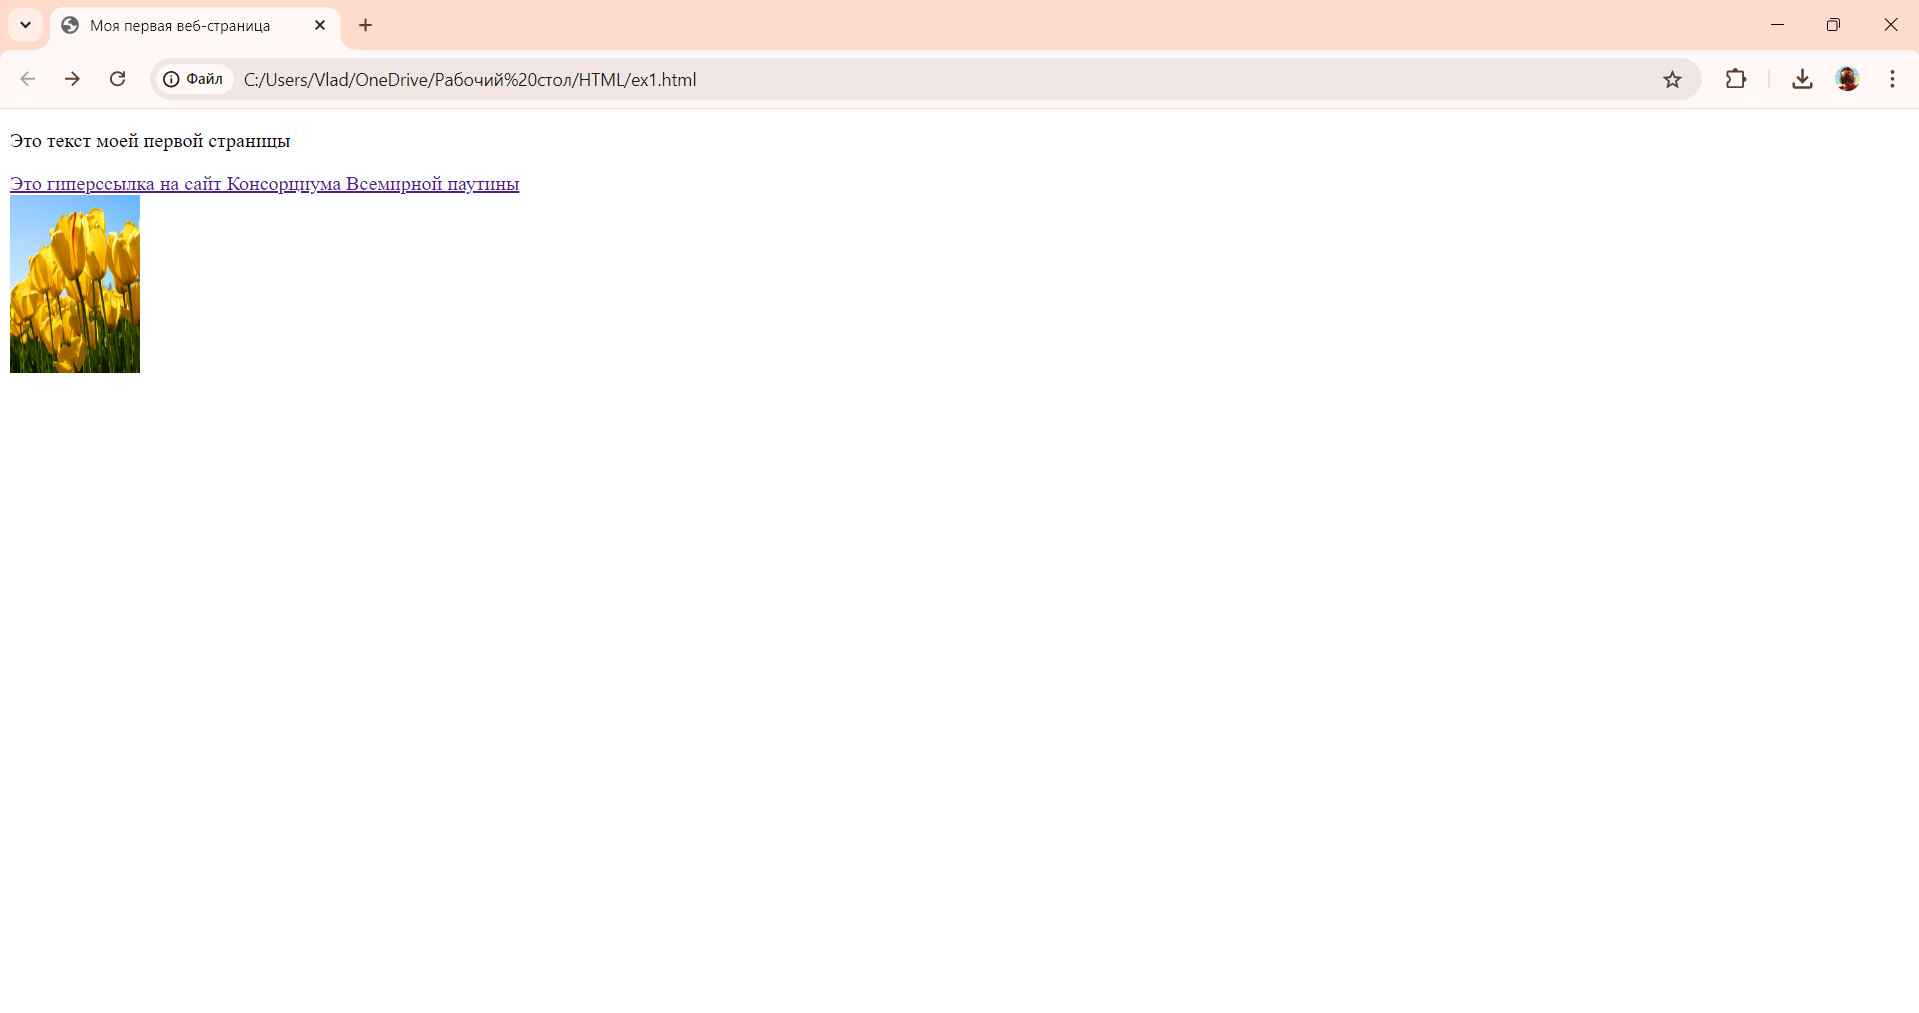 Моя первая веб-страница
Файл C:/Users/Vlad/OneDrive/Рабочий%20стол/HTML/ex1.html
Это текст моей первой страницы
Это гиперссылка на сайт Консорциума Всемирной паутины